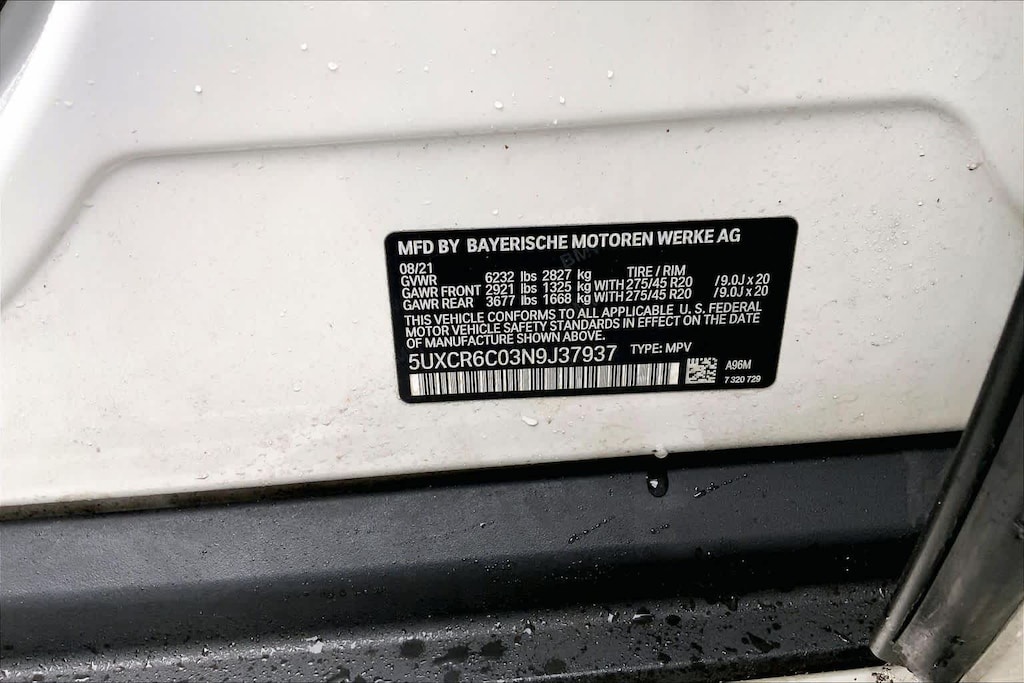 MFD BY BAYERISCHE MOTOREN WERKE AG
08/21 TIRE / RIM
GVWR 6232 lbs 2827 kg
GAWR FRONT 2921 lbs 1325 kg WITH 275/45 R20 /9.0J x 20
GAWR REAR 3677 lbs 1668 kg WITH 275/45 R20 /9.0J x 20
THIS VEHICLE CONFORMS TO ALL APPLICABLE U. S. FEDERAL
MOTOR VEHICLE SAFETY STANDARDS IN EFFECT ON THE DATE
OF MANUFACTURE SHOWN ABOVE.
5UXCR6C03N9J37937 TYPE: MPV
A96M
7 320 729